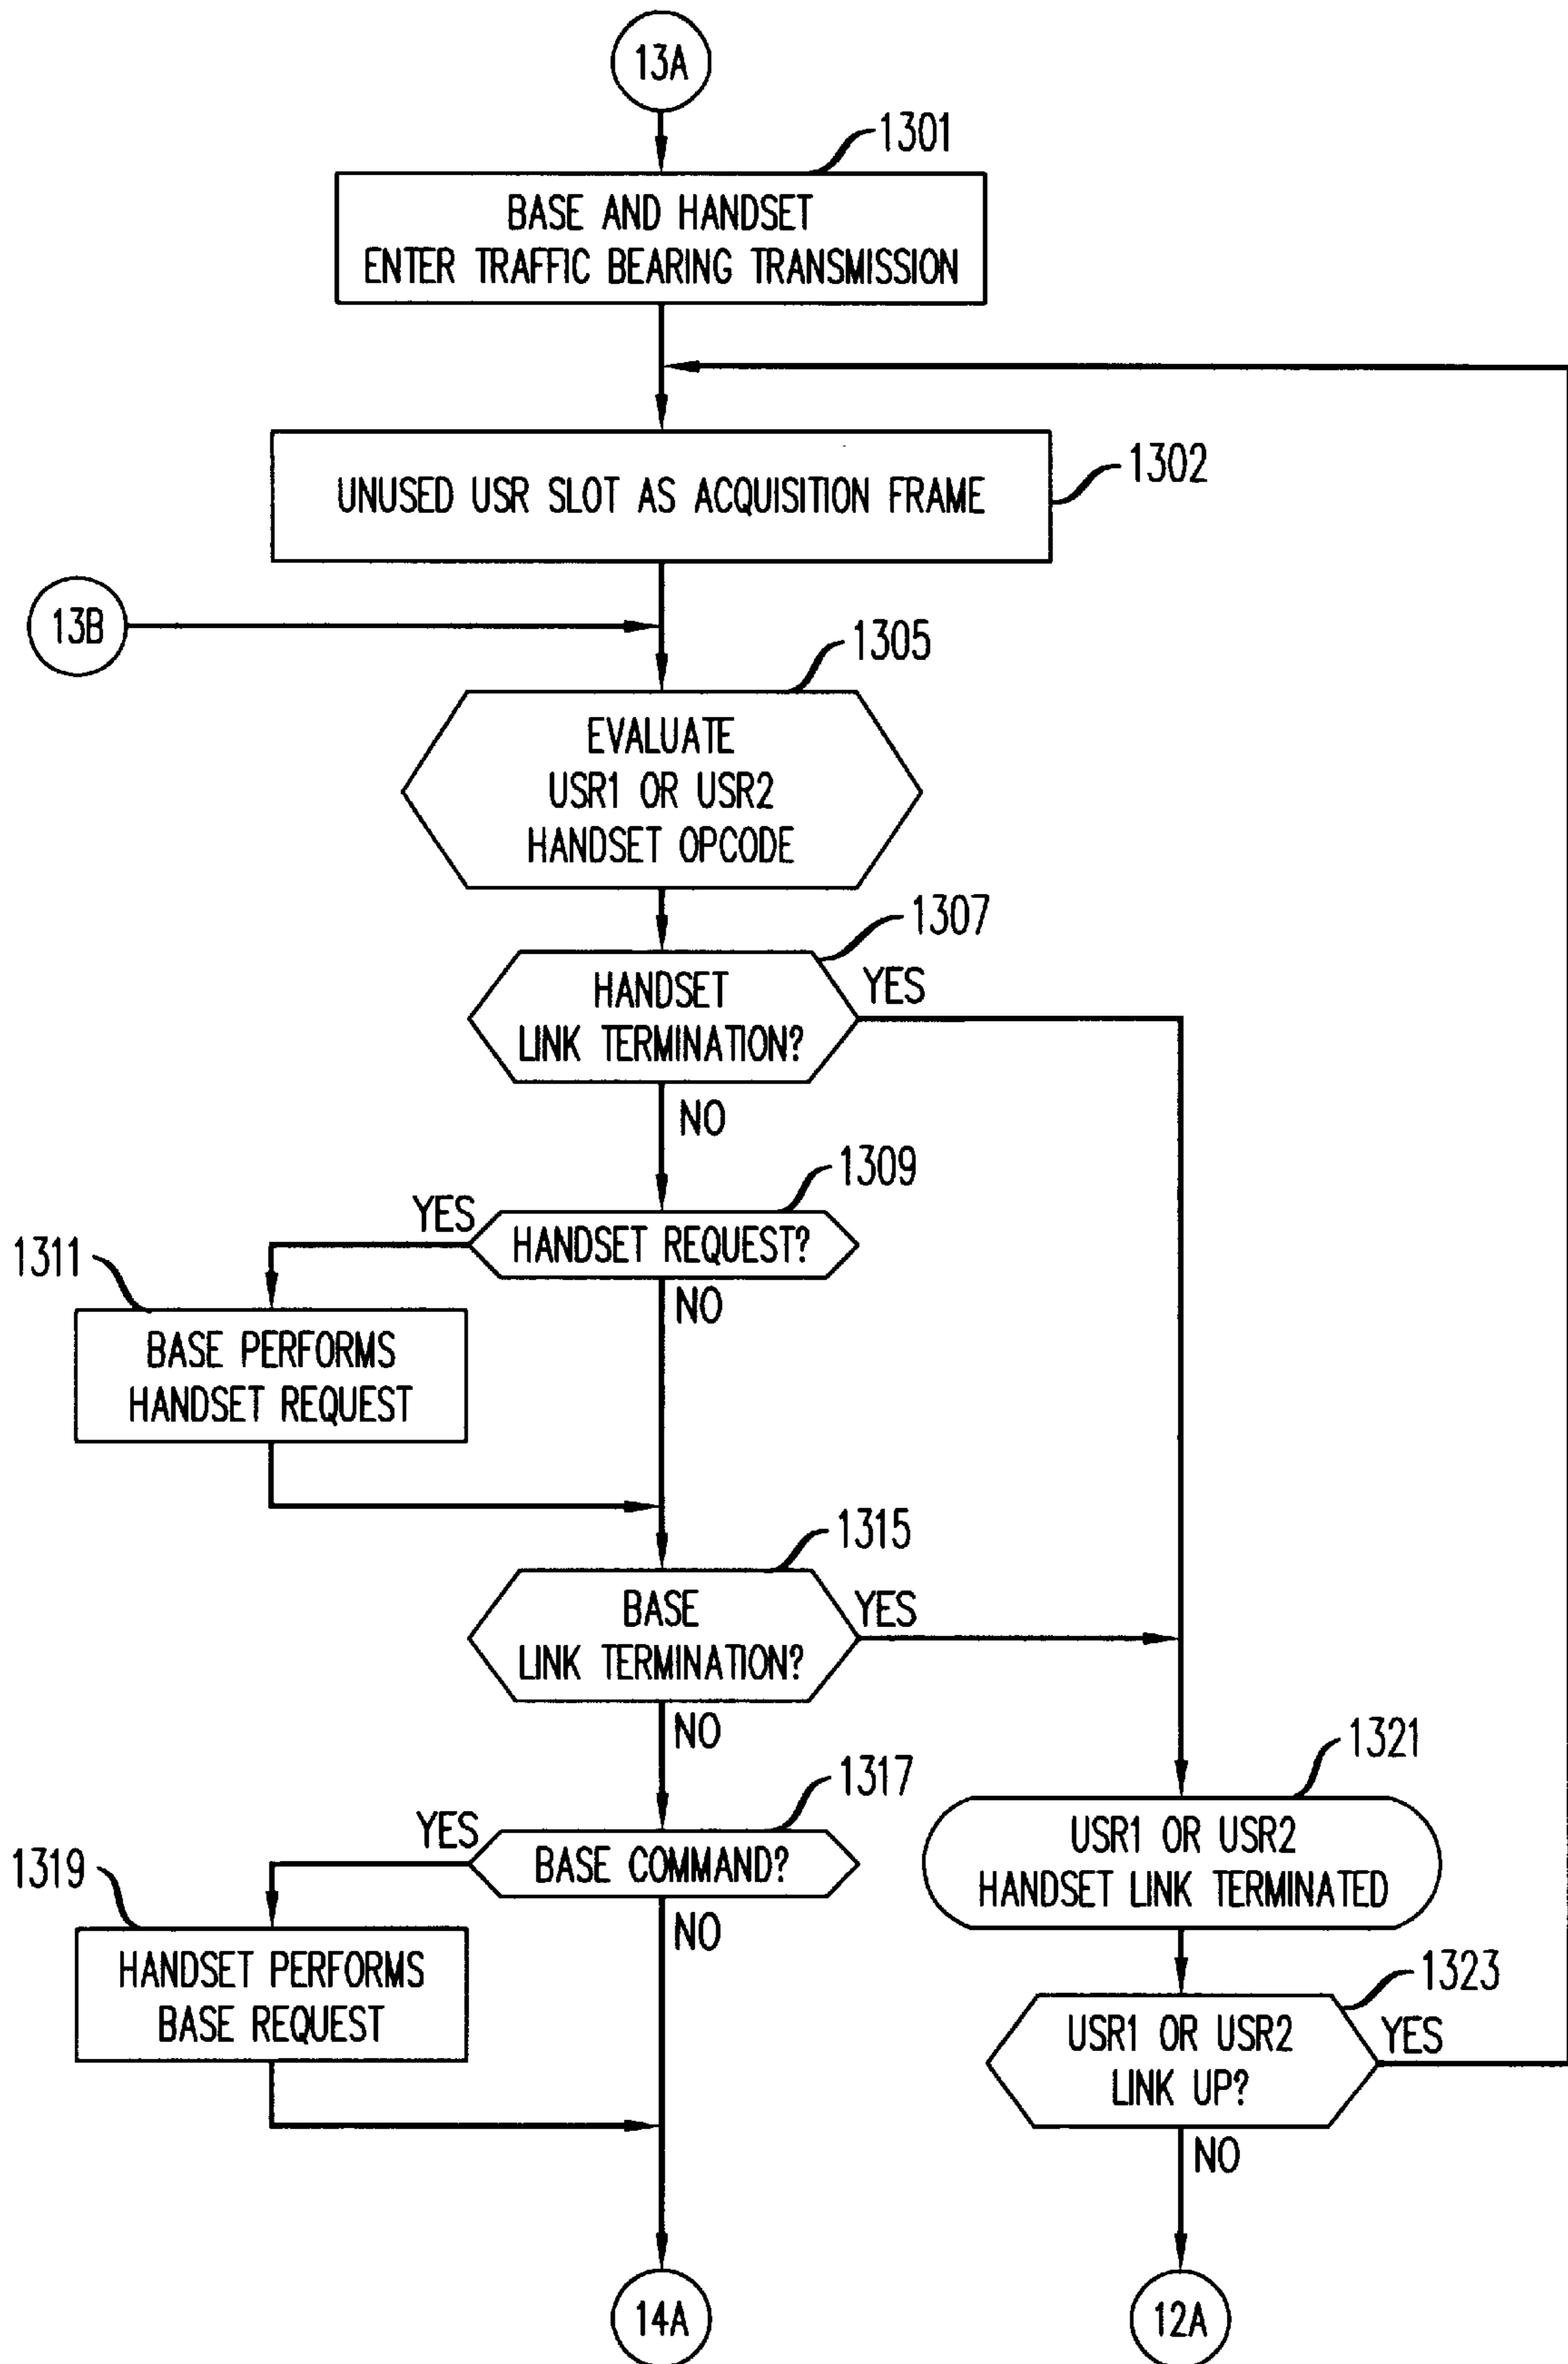 13A
1301
BASE AND HANDSET
ENTER TRAFFIC BEARING TRANSMISSION
1302
UNUSED USR SLOT AS ACQUISITION FRAME
13B
1305
EVALUATE
USR1 OR USR2
HANDSET OPCODE
1307
HANDSET
LINK TERMINATION?
YES
NO
1309
YES
HANDSET REQUEST?
NO
1311
BASE PERFORMS
HANDSET REQUEST
1315
BASE
LINK TERMINATION?
YES
NO
1317
YES
BASE COMMAND?
NO
1319
HANDSET PERFORMS
BASE REQUEST
1321
USR1 OR USR2
HANDSET LINK TERMINATED
1323
USR1 OR USR2
LINK UP?
YES
NO
14A
12A